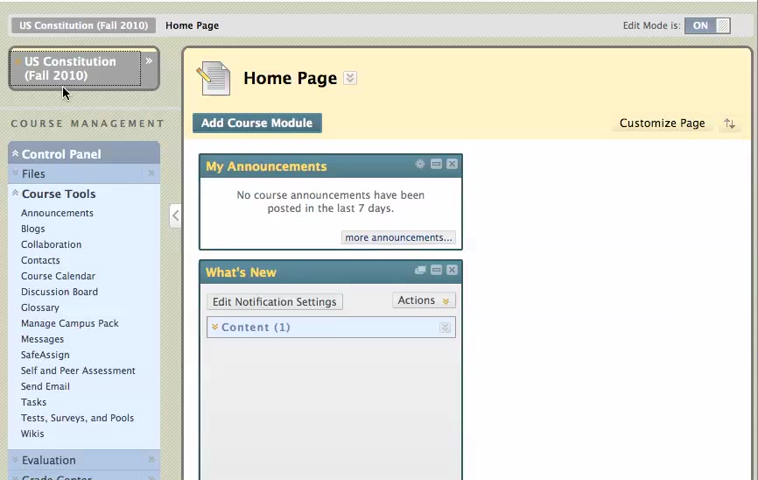 US Constitution (Fall 2010)
Home Page
Edit Mode is:
ON
US Constitution
(Fall 2010)
COURSE MANAGEMENT
Control Panel
Files
Course Tools
Announcements
Blogs
Collaboration
Contacts
Course Calendar
Discussion Board
Glossary
Manage Campus Pack
Messages
SafeAssign
Self and Peer Assessment
Send Email
Tasks
Tests, Surveys, and Pools
Wikis
Evaluation
Grade Center
Home Page
Add Course Module
Customize Page
My Announcements
No course announcements have been
posted in the last 7 days.
more announcements...
What's New
Edit Notification Settings
Actions
Content (1)